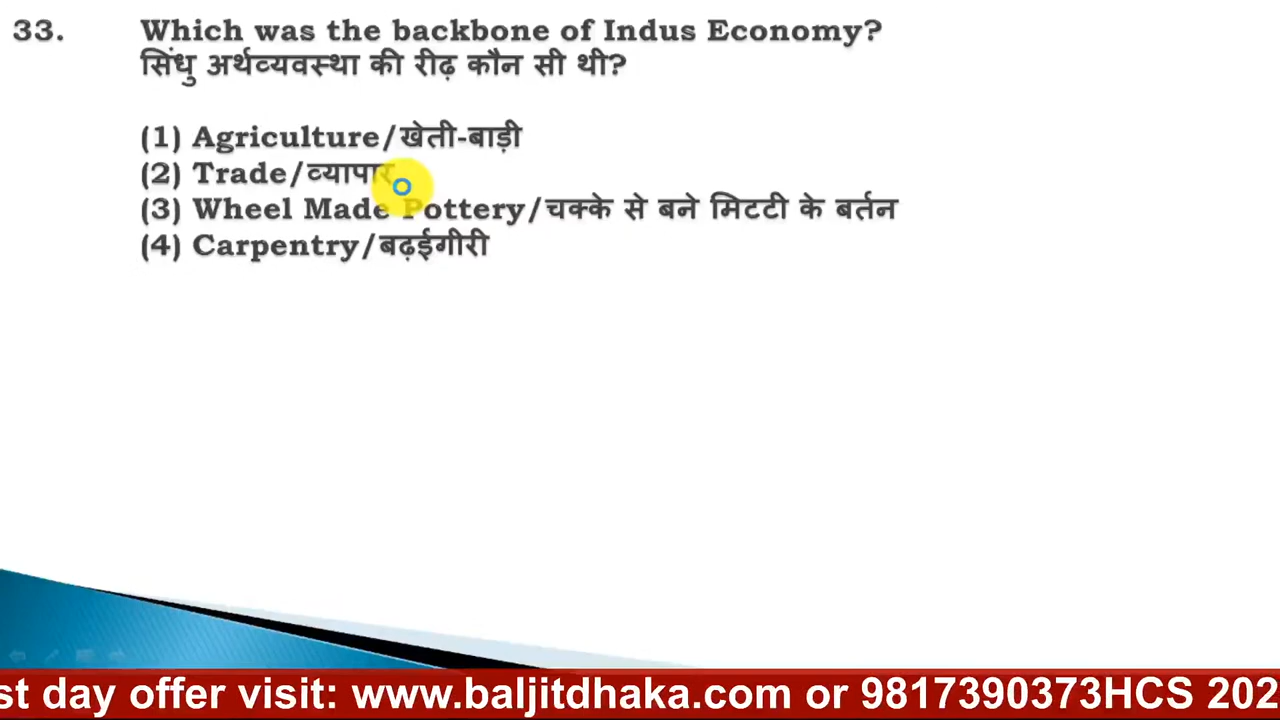 33. Which was the backbone of Indus Economy?
सिंधु अर्थव्यवस्था की रीढ़ कौन सी थी?
(1) Agriculture/खेती-बाड़ी
(2) Trade/व्यापार
(3) Wheel Made Pottery/चक्के से बने मिटटी के बर्तन
(4) Carpentry/बढ़ईगीरी
st day offer visit: www.baljitdhaka.com or 9817390373HCS 202